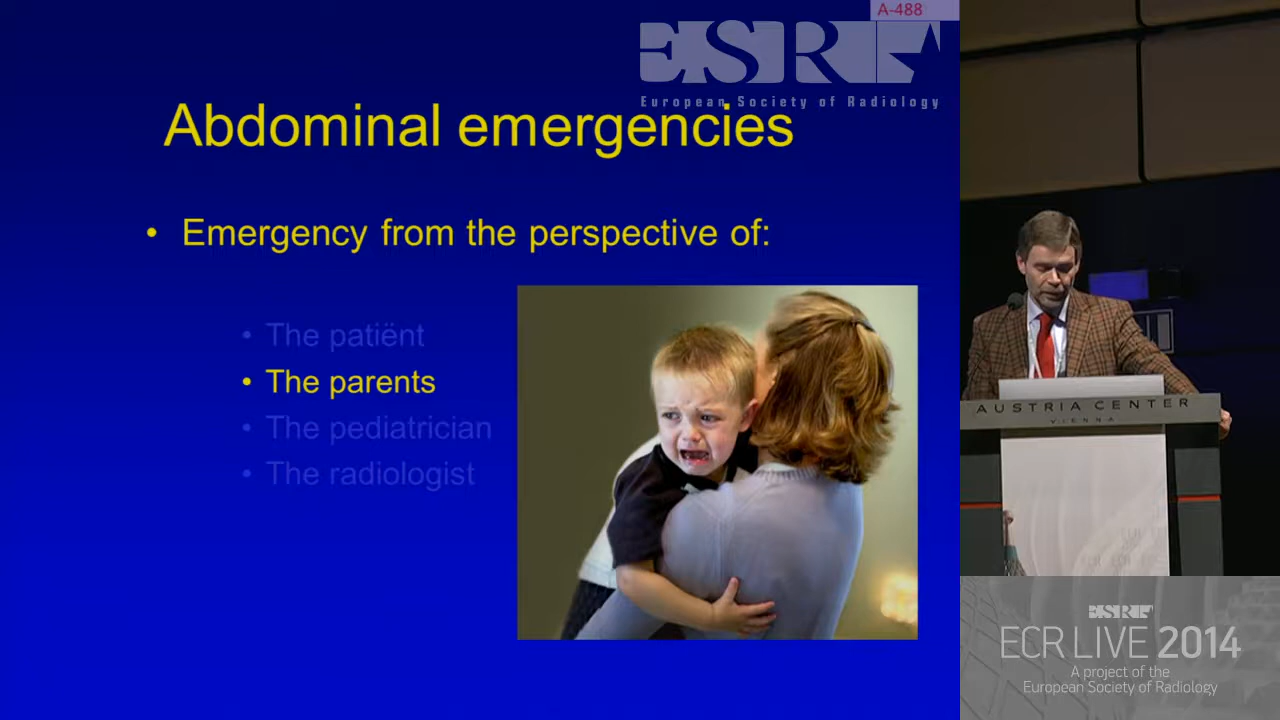 A-488
ESR
European Society of Radiology
Abdominal emergencies
• Emergency from the perspective of:
• The patiënt
• The parents
• The pediatrician
• The radiologist
AUSTRIA CENTER
VIENNA
ESR
ECR LIVE 2014
A project of the
European Society of Radiology